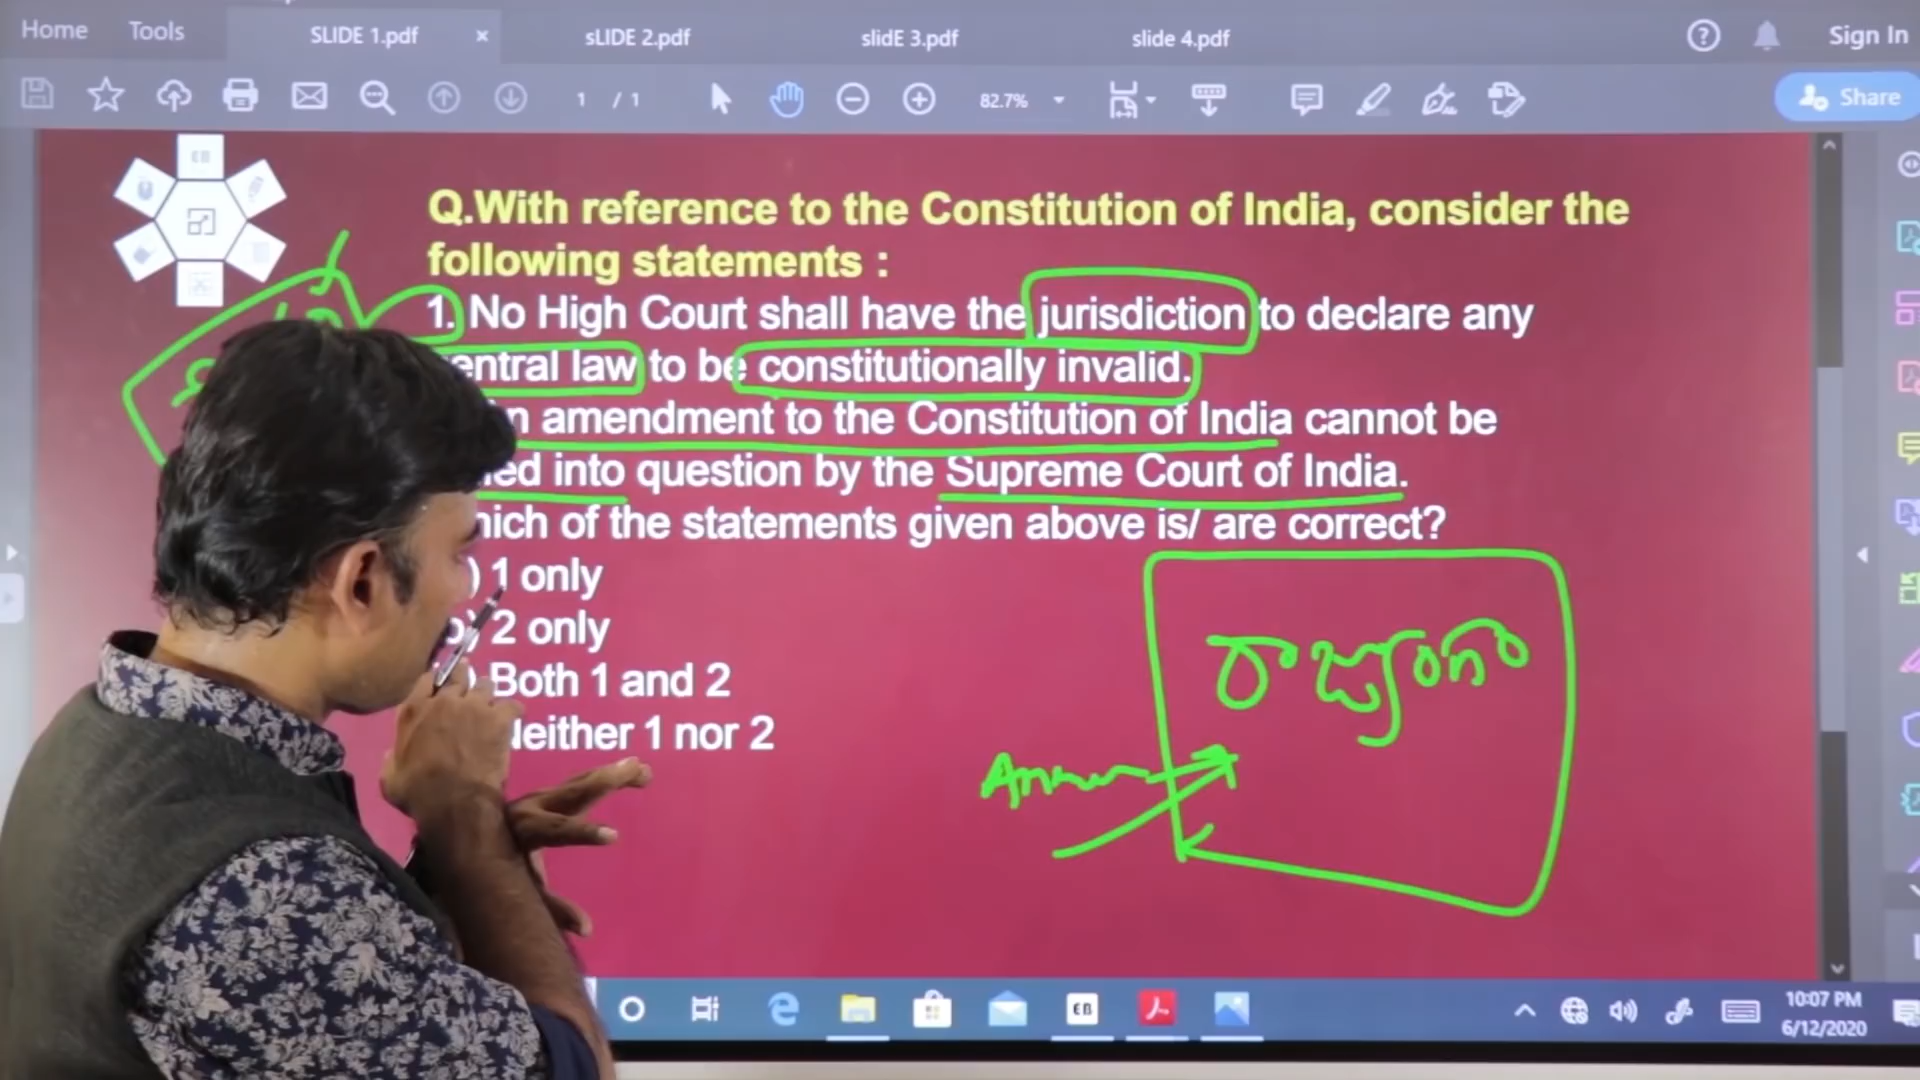 Home Tools SLIDE 1.pdf sLIDE 2.pdf slidE 3.pdf slide 4.pdf Sign In
1 / 1 82.7% Share
Q.With reference to the Constitution of India, consider the
following statements :
1. No High Court shall have the jurisdiction to declare any
entral law to be constitutionally invalid.
n amendment to the Constitution of India cannot be
led into question by the Supreme Court of India.
hich of the statements given above is/ are correct?
) 1 only
b) 2 only
) Both 1 and 2
Neither 1 nor 2
రాజ్యాంగం
EB
10:07 PM
6/12/2020